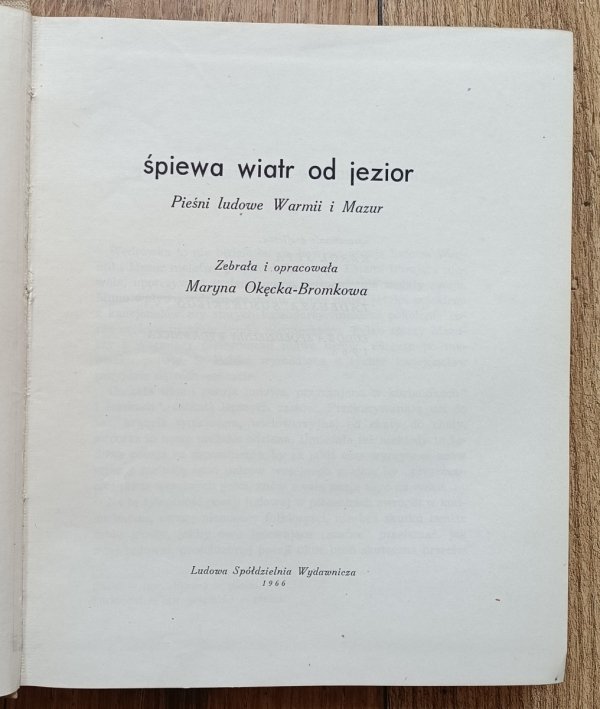 śpiewa wiatr od jezior
Pieśni ludowe Warmii i Mazur
Zebrała i opracowała
Maryna Okęcka-Bromkowa
Ludowa Spółdzielnia Wydawnicza
1966